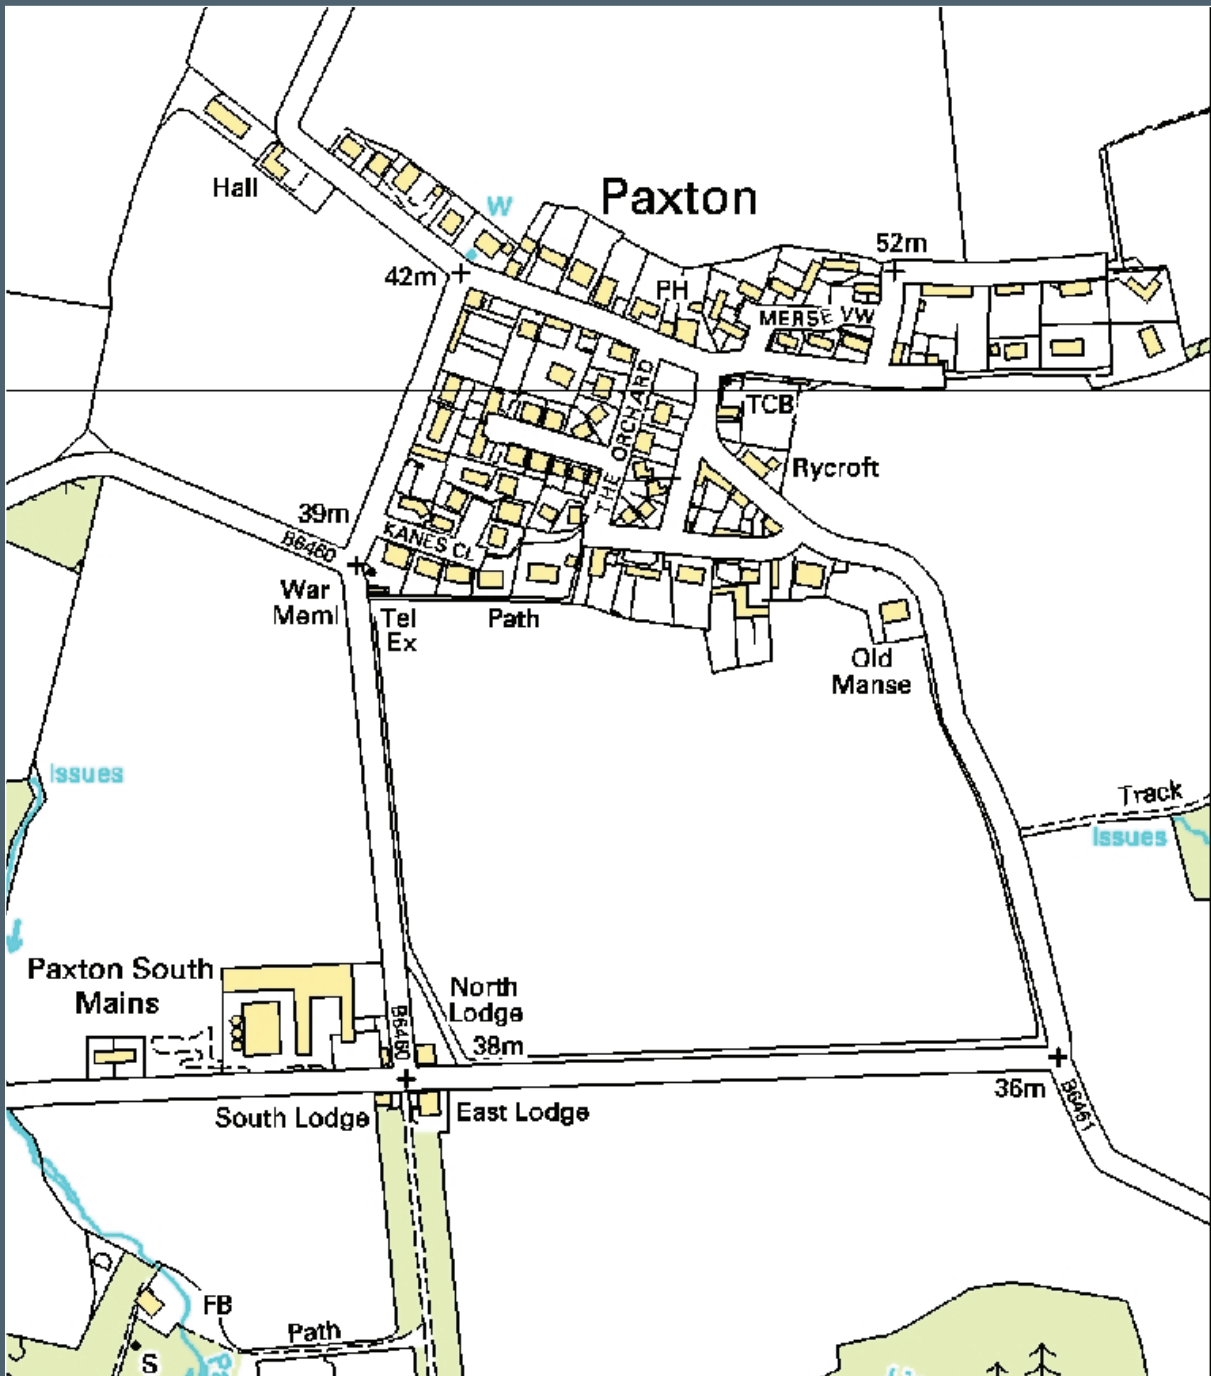 Paxton
Hall
W
52m
42m
PH
MERSE VW
THE ORCHARD
TCB
Rycroft
39m
B6460
KANES CL
War
Meml
Tel
Ex
Path
Old
Manse
Issues
Track
Issues
Paxton South
Mains
North
Lodge
B6460
38m
36m
B6461
South Lodge
East Lodge
FB
Path
S